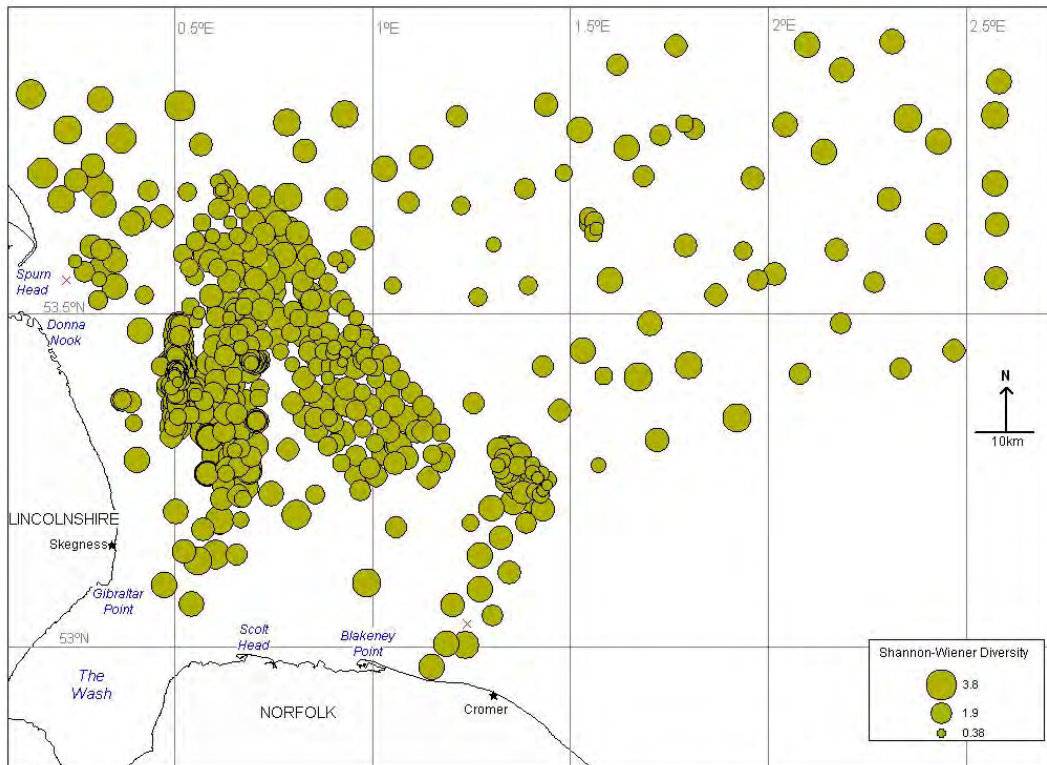 0.5ºE
1ºE
1.5ºE
2ºE
2.5ºE
Spurn
Head
53.5ºN
Donna
Nook
N
10km
LINCOLNSHIRE
Skegness
Gibraltar
Point
53ºN
Scolt
Head
Blakeney
Point
The
Wash
NORFOLK
Cromer
Shannon-Wiener Diversity
3.8
1.9
0.38